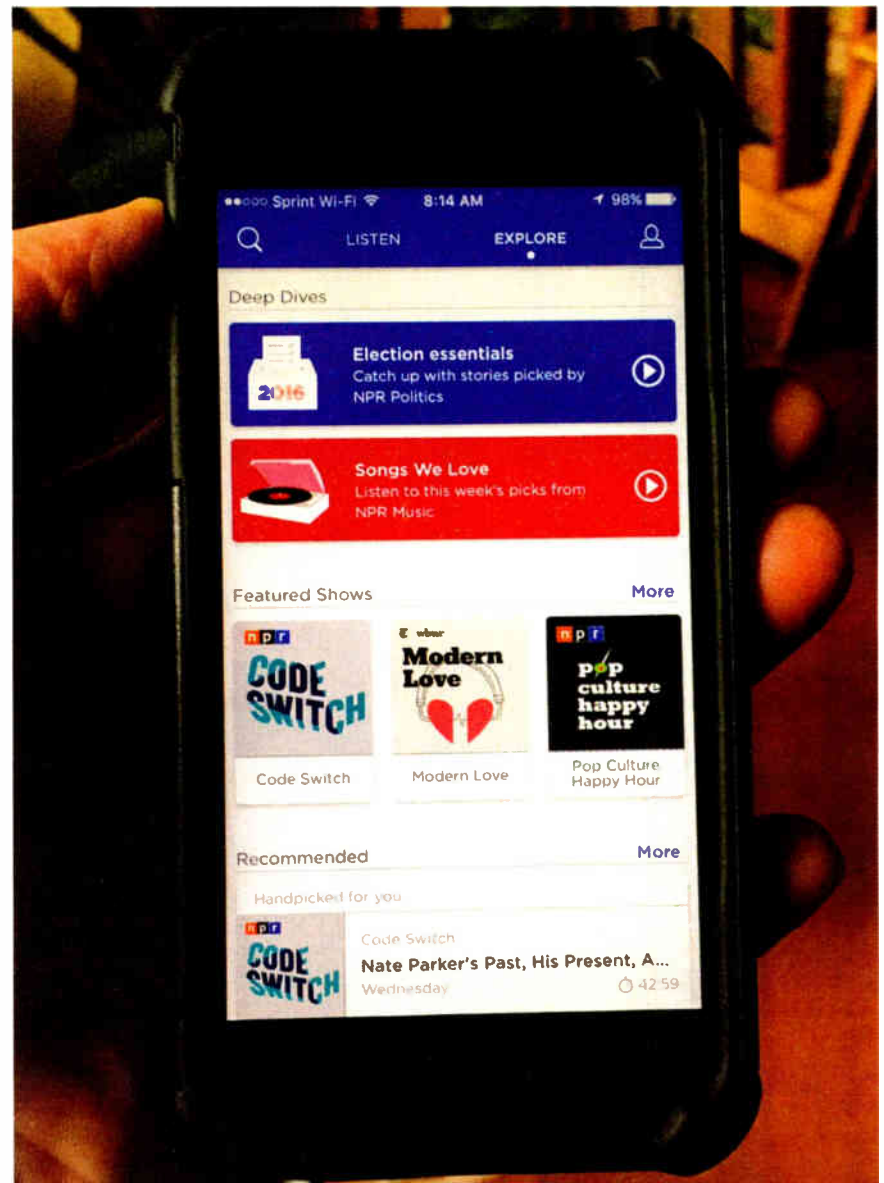 Sprint Wi-Fi 8:14 AM 98%
LISTEN EXPLORE
Deep Dives
2016
Election essentials
Catch up with stories picked by
NPR Politics
Songs We Love
Listen to this week's picks from
NPR Music
Featured Shows More
npr
CODE
SWITCH
Code Switch
wbur
Modern
Love
Modern Love
npr
pop
culture
happy
hour
Pop Culture
Happy Hour
Recommended More
Handpicked for you
npr
CODE
SWITCH
Code Switch
Nate Parker's Past, His Present, A...
Wednesday 42:59